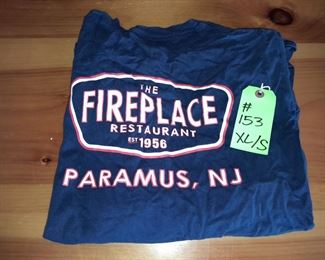 THE
FIREPLACE
RESTAURANT
EST 1956
PARAMUS, NJ
#
153
XL/S